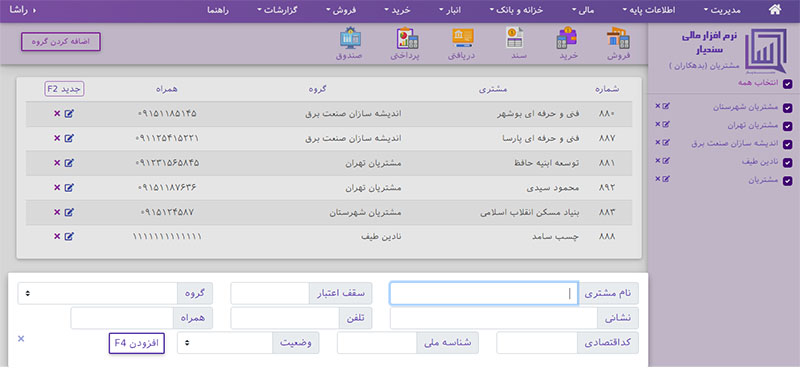 مدیریت اطلاعات پایه مالی خزانه و بانک انبار خرید فروش گزارشات راهنما راشا
نرم افزار مالی
سندیار
مشتریان (بدهکاران )
انتخاب همه
مشتریان شهرستان
مشتریان تهران
اندیشه سازان صنعت برق
نادین طیف
مشتریان
فروش خرید سند دریافتی پرداختی صندوق
اضافه کردن گروه
شماره مشتری گروه همراه جدید F2
۸۸۰ فنی و حرفه ای بوشهر اندیشه سازان صنعت برق ۰۹۱۵۱۱۸۵۱۴۵
۸۸۷ فنی و حرفه ای پارسا اندیشه سازان صنعت برق ۰۹۱۱۲۵۴۱۵۲۲۱
۸۸۱ توسعه ابنیه حافظ مشتریان تهران ۰۹۱۲۳۱۵۶۵۸۴۵
۸۹۲ محمود سیدی مشتریان تهران ۰۹۱۵۱۱۸۷۶۳۶
۸۸۳ بنیاد مسکن انقلاب اسلامی مشتریان شهرستان ۰۹۱۵۱۲۴۵۸۷
۸۸۸ چسب سامد نادین طیف ۱۱۱۱۱۱۱۱۱۱۱۱۱
نام مشتری سقف اعتبار گروه
نشانی تلفن همراه
کداقتصادی شناسه ملی وضعیت افزودن F4